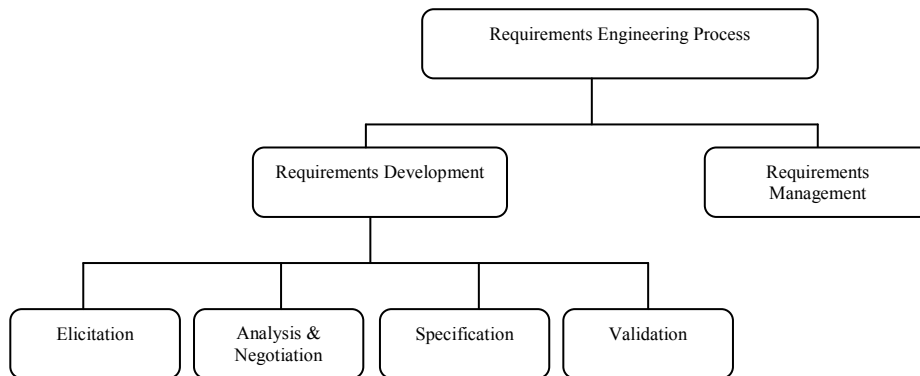 Requirements Engineering Process
Requirements Development
Requirements
Management
Elicitation
Analysis &
Negotiation
Specification
Validation